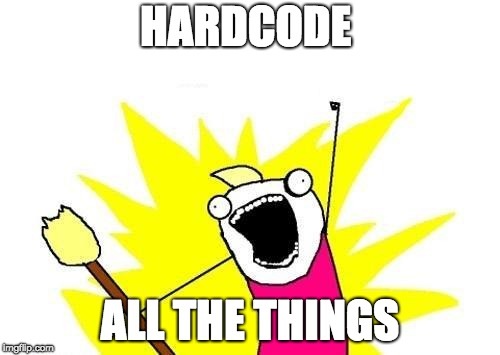 HARDCODE
ALL THE THINGS
imgflip.com